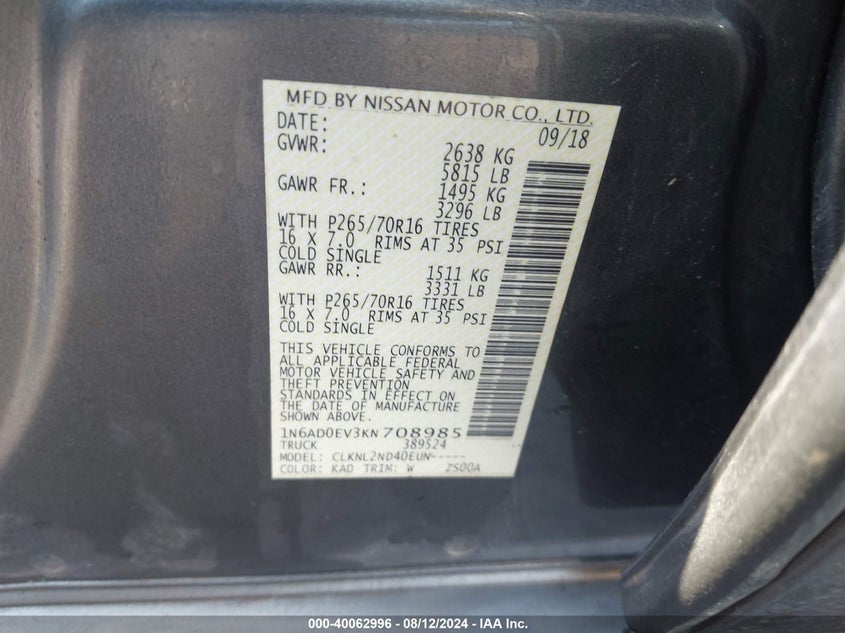 MFD BY NISSAN MOTOR CO., LTD.
DATE: 09/18
GVWR: 2638 KG
5815 LB
GAWR FR.: 1495 KG
3296 LB
WITH P265/70R16 TIRES
16 X 7.0 RIMS AT 35 PSI
COLD SINGLE
GAWR RR.: 1511 KG
3331 LB
WITH P265/70R16 TIRES
16 X 7.0 RIMS AT 35 PSI
COLD SINGLE
THIS VEHICLE CONFORMS TO
ALL APPLICABLE FEDERAL
MOTOR VEHICLE SAFETY AND
THEFT PREVENTION
STANDARDS IN EFFECT ON
THE DATE OF MANUFACTURE
SHOWN ABOVE.
1N6AD0EV3KN708985
TRUCK 389524
MODEL: CLKNL2ND40EUN-----
COLOR: KAD TRIM: W 2S00A
000-40062996 - 08/12/2024 - IAA Inc.